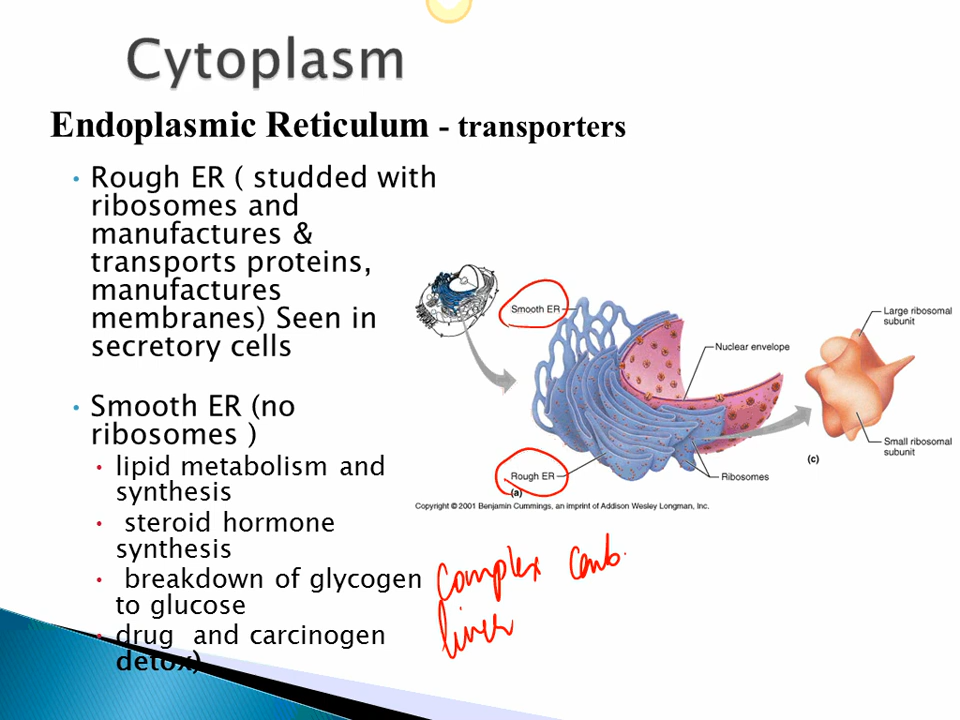 Cytoplasm
Endoplasmic Reticulum - transporters
• Rough ER ( studded with
ribosomes and
manufactures &
transports proteins,
manufactures
membranes) Seen in
secretory cells
• Smooth ER (no
ribosomes )
• lipid metabolism and
synthesis
• steroid hormone
synthesis
• breakdown of glycogen
to glucose
• drug and carcinogen
detox)
Smooth ER
Nuclear envelope
Rough ER
(a)
Ribosomes
Large ribosomal
subunit
Small ribosomal
subunit
(c)
Copyright © 2001 Benjamin Cummings, an imprint of Addison Wesley Longman, Inc.
complex carb.
liver